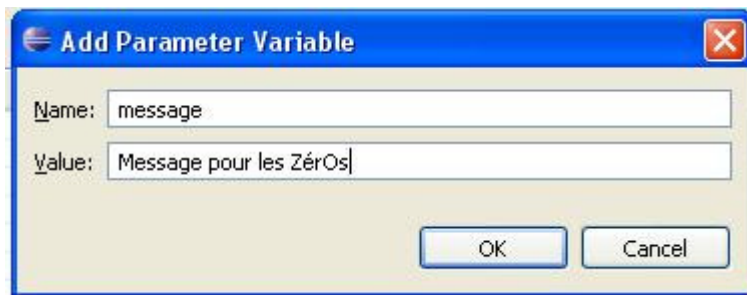 Add Parameter Variable
Name: message
Value: Message pour les ZérOs
OK Cancel